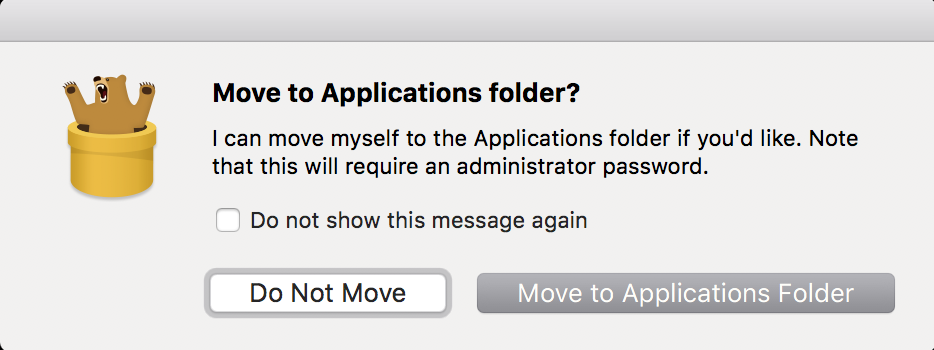 Move to Applications folder?
I can move myself to the Applications folder if you'd like. Note
that this will require an administrator password.
Do not show this message again
Do Not Move
Move to Applications Folder